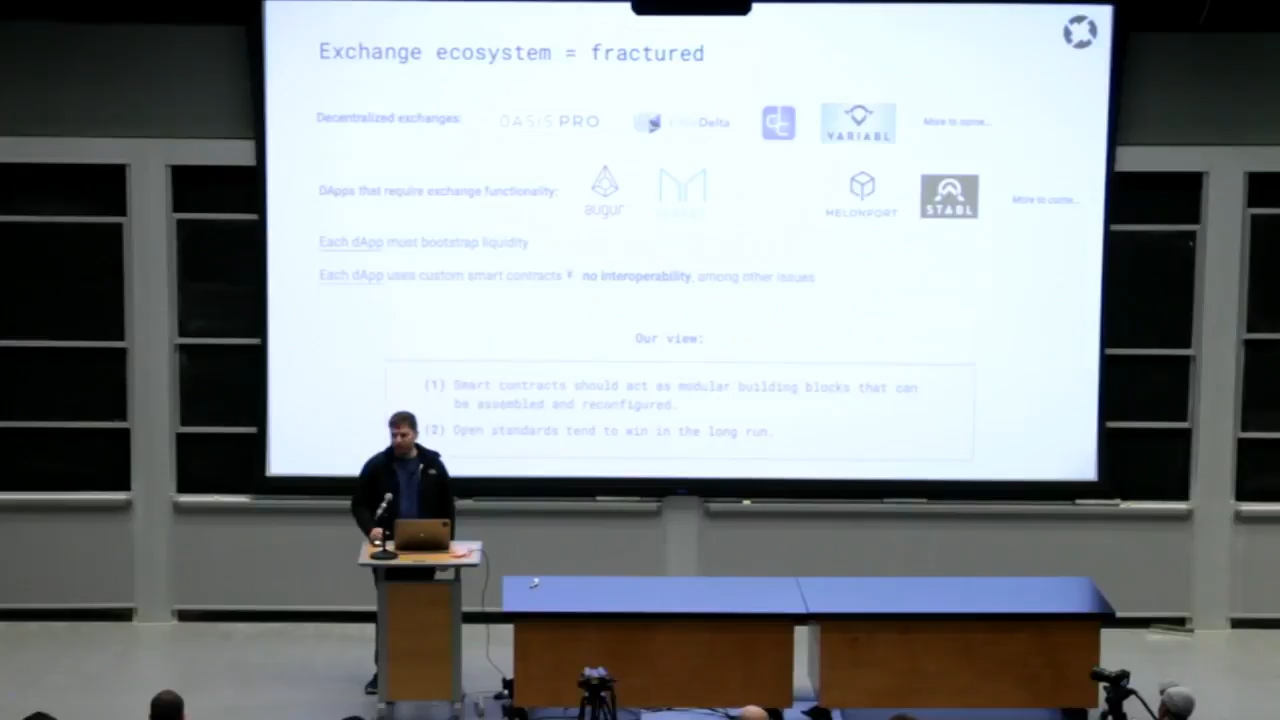 Exchange ecosystem = fractured
Decentralized exchanges:
OASIS PRO
Delta
VARIABL
More to come...
DApps that require exchange functionality:
augur
MELONPORT
STABL
More to come...
Each dApp must bootstrap liquidity
Each dApp uses custom smart contracts no interoperability, among other issues
Our view:
(1) Smart contracts should act as modular building blocks that can
be assembled and reconfigured.
(2) Open standards tend to win in the long run.